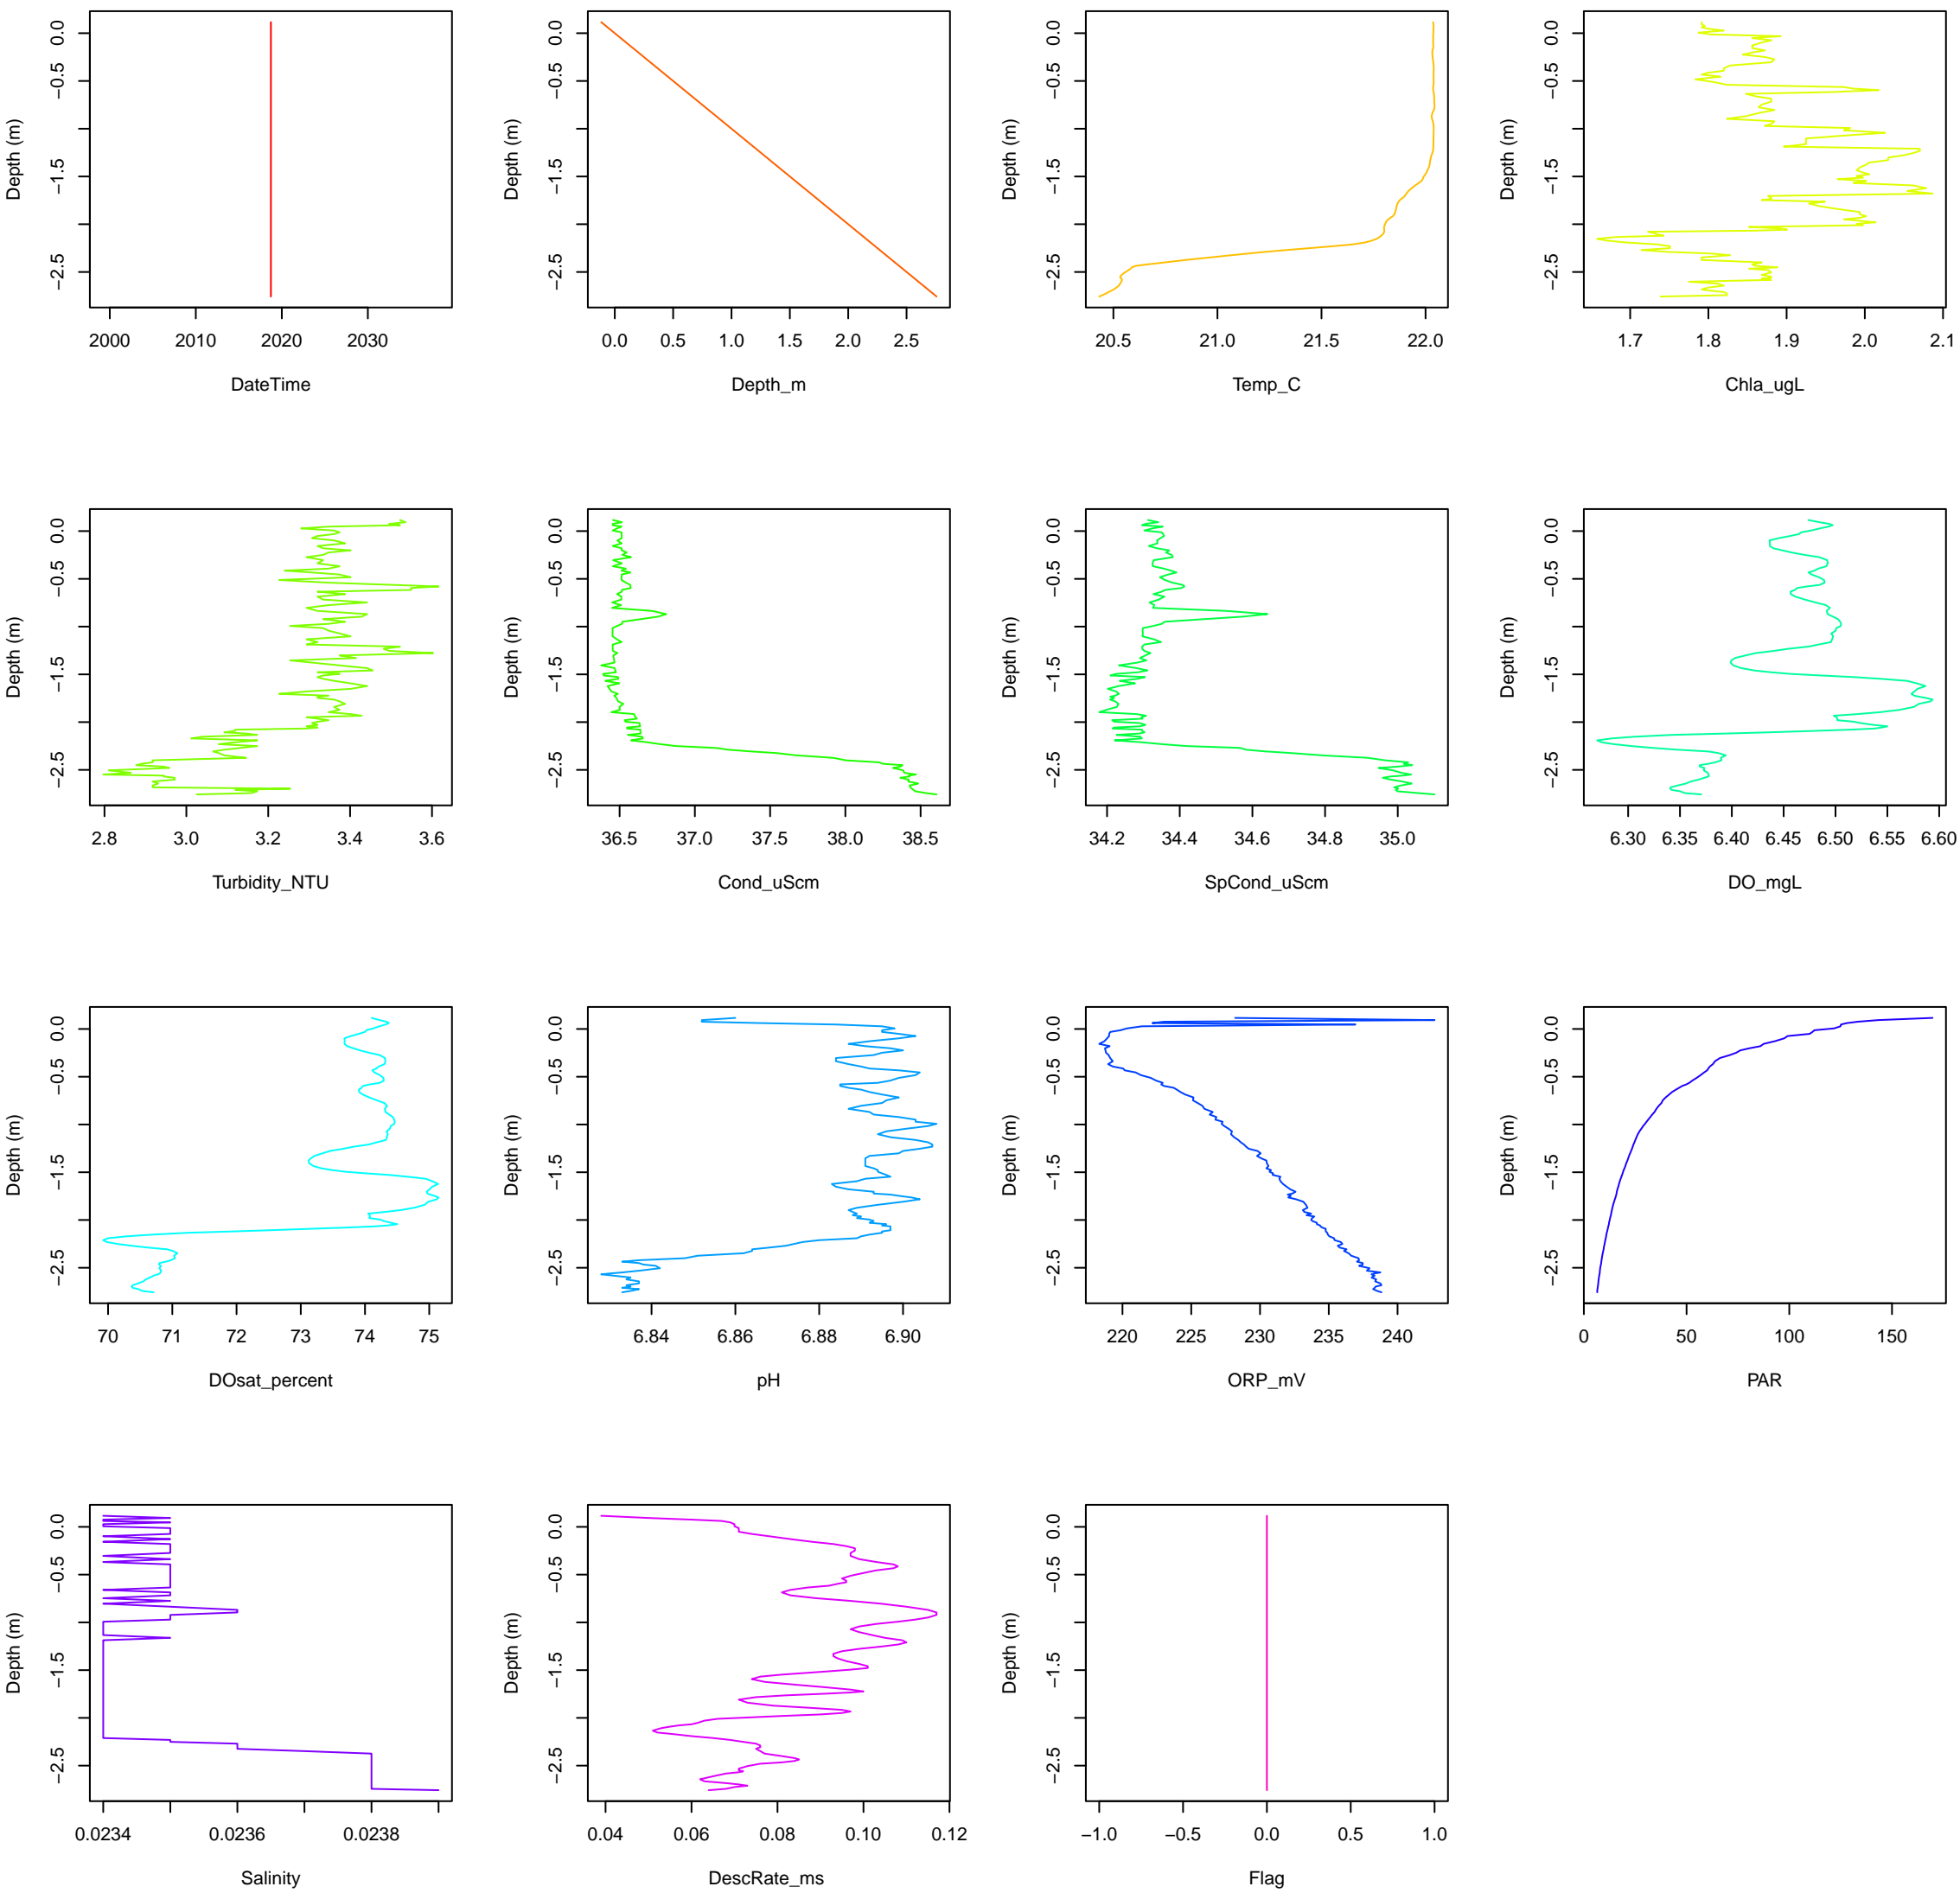 0.0 −0.5 −1.5 −2.5
Depth (m)
2000 2010 2020 2030
DateTime
0.0 −0.5 −1.5 −2.5
Depth (m)
0.0 0.5 1.0 1.5 2.0 2.5
Depth_m
0.0 −0.5 −1.5 −2.5
Depth (m)
20.5 21.0 21.5 22.0
Temp_C
0.0 −0.5 −1.5 −2.5
Depth (m)
1.7 1.8 1.9 2.0 2.1
Chla_ugL
0.0 −0.5 −1.5 −2.5
Depth (m)
2.8 3.0 3.2 3.4 3.6
Turbidity_NTU
0.0 −0.5 −1.5 −2.5
Depth (m)
36.5 37.0 37.5 38.0 38.5
Cond_uScm
0.0 −0.5 −1.5 −2.5
Depth (m)
34.2 34.4 34.6 34.8 35.0
SpCond_uScm
0.0 −0.5 −1.5 −2.5
Depth (m)
6.30 6.35 6.40 6.45 6.50 6.55 6.60
DO_mgL
0.0 −0.5 −1.5 −2.5
Depth (m)
70 71 72 73 74 75
DOsat_percent
0.0 −0.5 −1.5 −2.5
Depth (m)
6.84 6.86 6.88 6.90
pH
0.0 −0.5 −1.5 −2.5
Depth (m)
220 225 230 235 240
ORP_mV
0.0 −0.5 −1.5 −2.5
Depth (m)
0 50 100 150
PAR
0.0 −0.5 −1.5 −2.5
Depth (m)
0.0234 0.0236 0.0238
Salinity
0.0 −0.5 −1.5 −2.5
Depth (m)
0.04 0.06 0.08 0.10 0.12
DescRate_ms
0.0 −0.5 −1.5 −2.5
Depth (m)
−1.0 −0.5 0.0 0.5 1.0
Flag